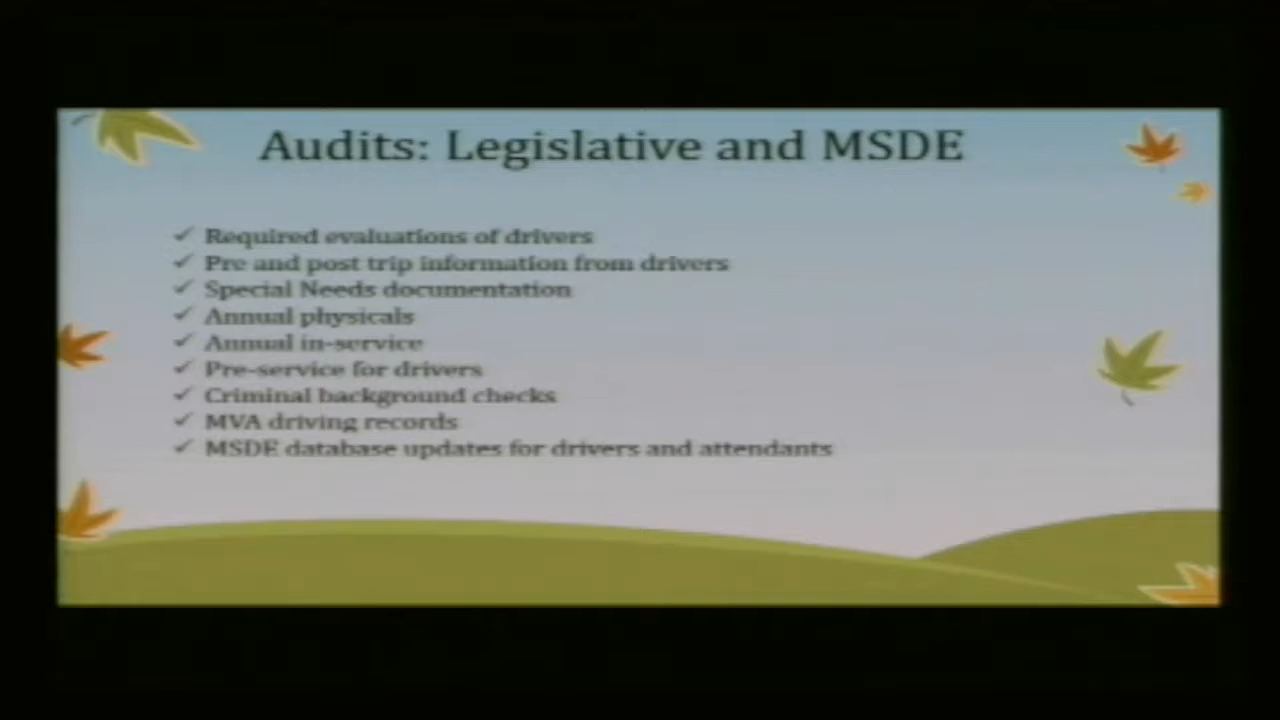 Audits: Legislative and MSDE
✓ Required evaluations of drivers
✓ Pre and post trip information from drivers
✓ Special Needs documentation
✓ Annual physicals
✓ Annual in-service
✓ Pre-service for drivers
✓ Criminal background checks
✓ MVA driving records
✓ MSDE database updates for drivers and attendants